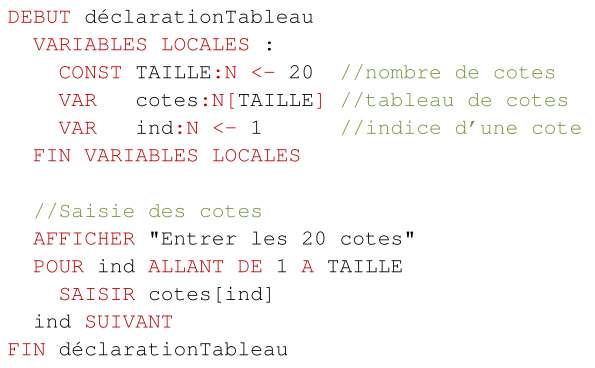 DEBUT déclarationTableau
  VARIABLES LOCALES :
    CONST TAILLE:N <- 20  //nombre de cotes
    VAR   cotes:N[TAILLE] //tableau de cotes
    VAR   ind:N <- 1      //indice d’une cote
  FIN VARIABLES LOCALES

  //Saisie des cotes
  AFFICHER "Entrer les 20 cotes"
  POUR ind ALLANT DE 1 A TAILLE
    SAISIR cotes[ind]
  ind SUIVANT
FIN déclarationTableau